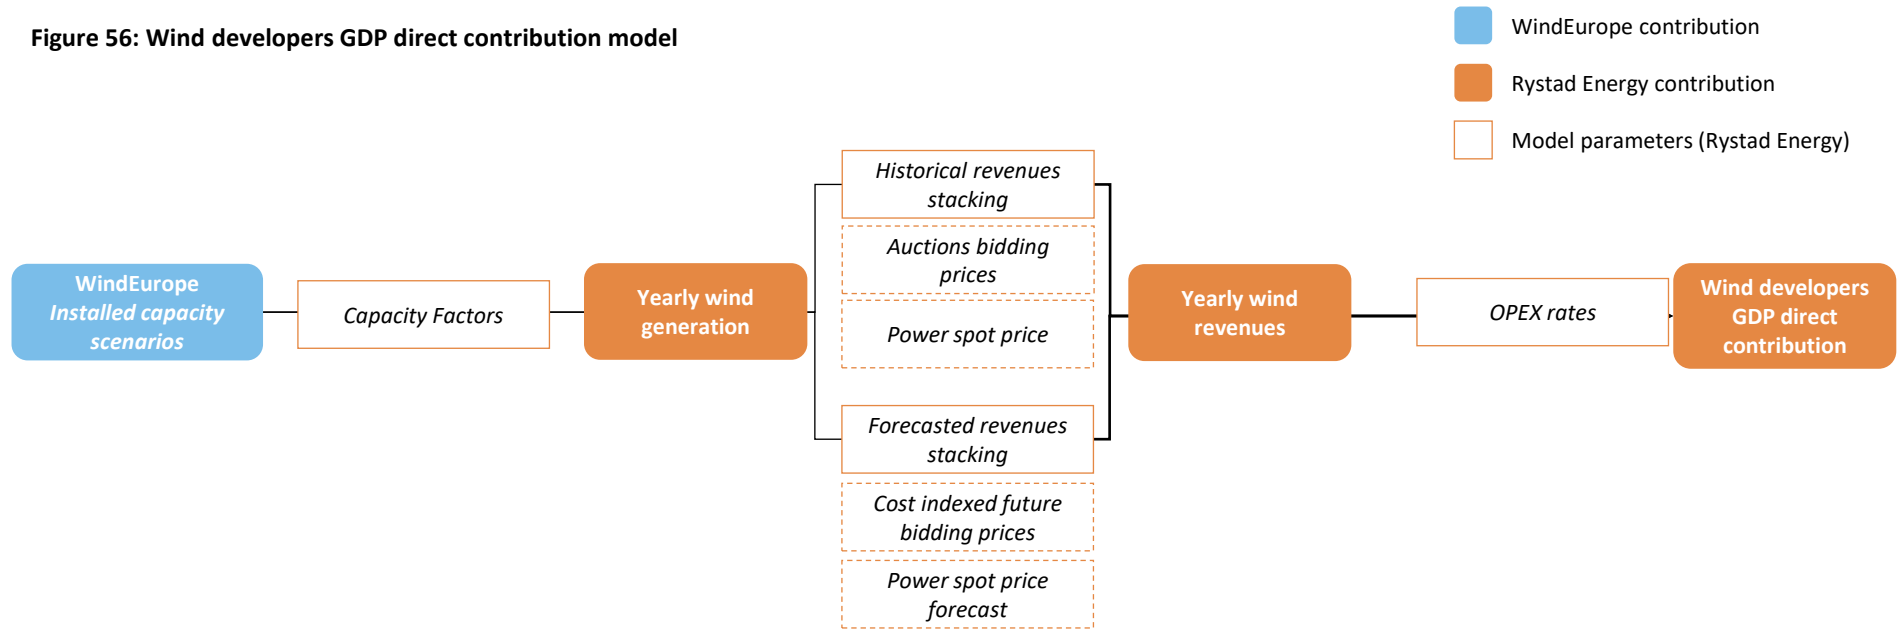 Figure 56: Wind developers GDP direct contribution model
WindEurope contribution
Rystad Energy contribution
Model parameters (Rystad Energy)
WindEurope
Installed capacity
scenarios
Capacity Factors
Yearly wind
generation
Historical revenues
stacking
Auctions bidding
prices
Power spot price
Forecasted revenues
stacking
Cost indexed future
bidding prices
Power spot price
forecast
Yearly wind
revenues
OPEX rates
Wind developers
GDP direct
contribution